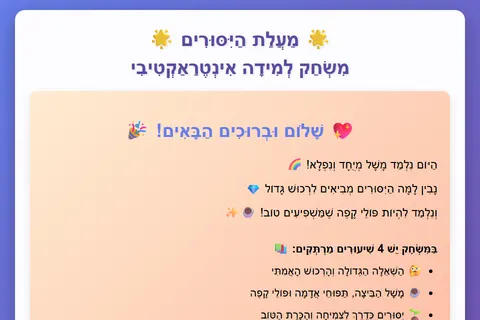 🌟 מַעֲלַת הַיִּסּוּרִים 🌟
מִשְׂחַק לְמִידָה אִינְטֶרְאַקְטִיבִי
💖 שָׁלוֹם וּבְרוּכִים הַבָּאִים! 🎉
הַיּוֹם נִלְמַד מָשָׁל מְיֻחָד וְנִפְלָא! 🌈
נָבִין לָמָּה הַיִּסּוּרִים מְבִיאִים לִרְכוּשׁ גָּדוֹל 💎
וְנִלְמַד לִהְיוֹת פּוֹלֵי קָפֶה שֶׁמַּשְׁפִּיעִים טוֹב! ☕ ✨
בַּמִּשְׂחָק יֵשׁ 4 שִׁיעוּרִים מְרַתְּקִים: 📚
• 🤔 הַשְּׁאֵלָה הַגְּדוֹלָה וְהָרְכוּשׁ הָאֲמִתִּי
• ☕ מָשָׁל הַבֵּיצָה, תַּפּוּחֵי אֲדָמָה וּפוֹלֵי קָפֶה
• 🌱 יִסּוּרִים כְּדֶרֶךְ לִצְמִיחָה וְהַכָּרַת הַטּוֹב